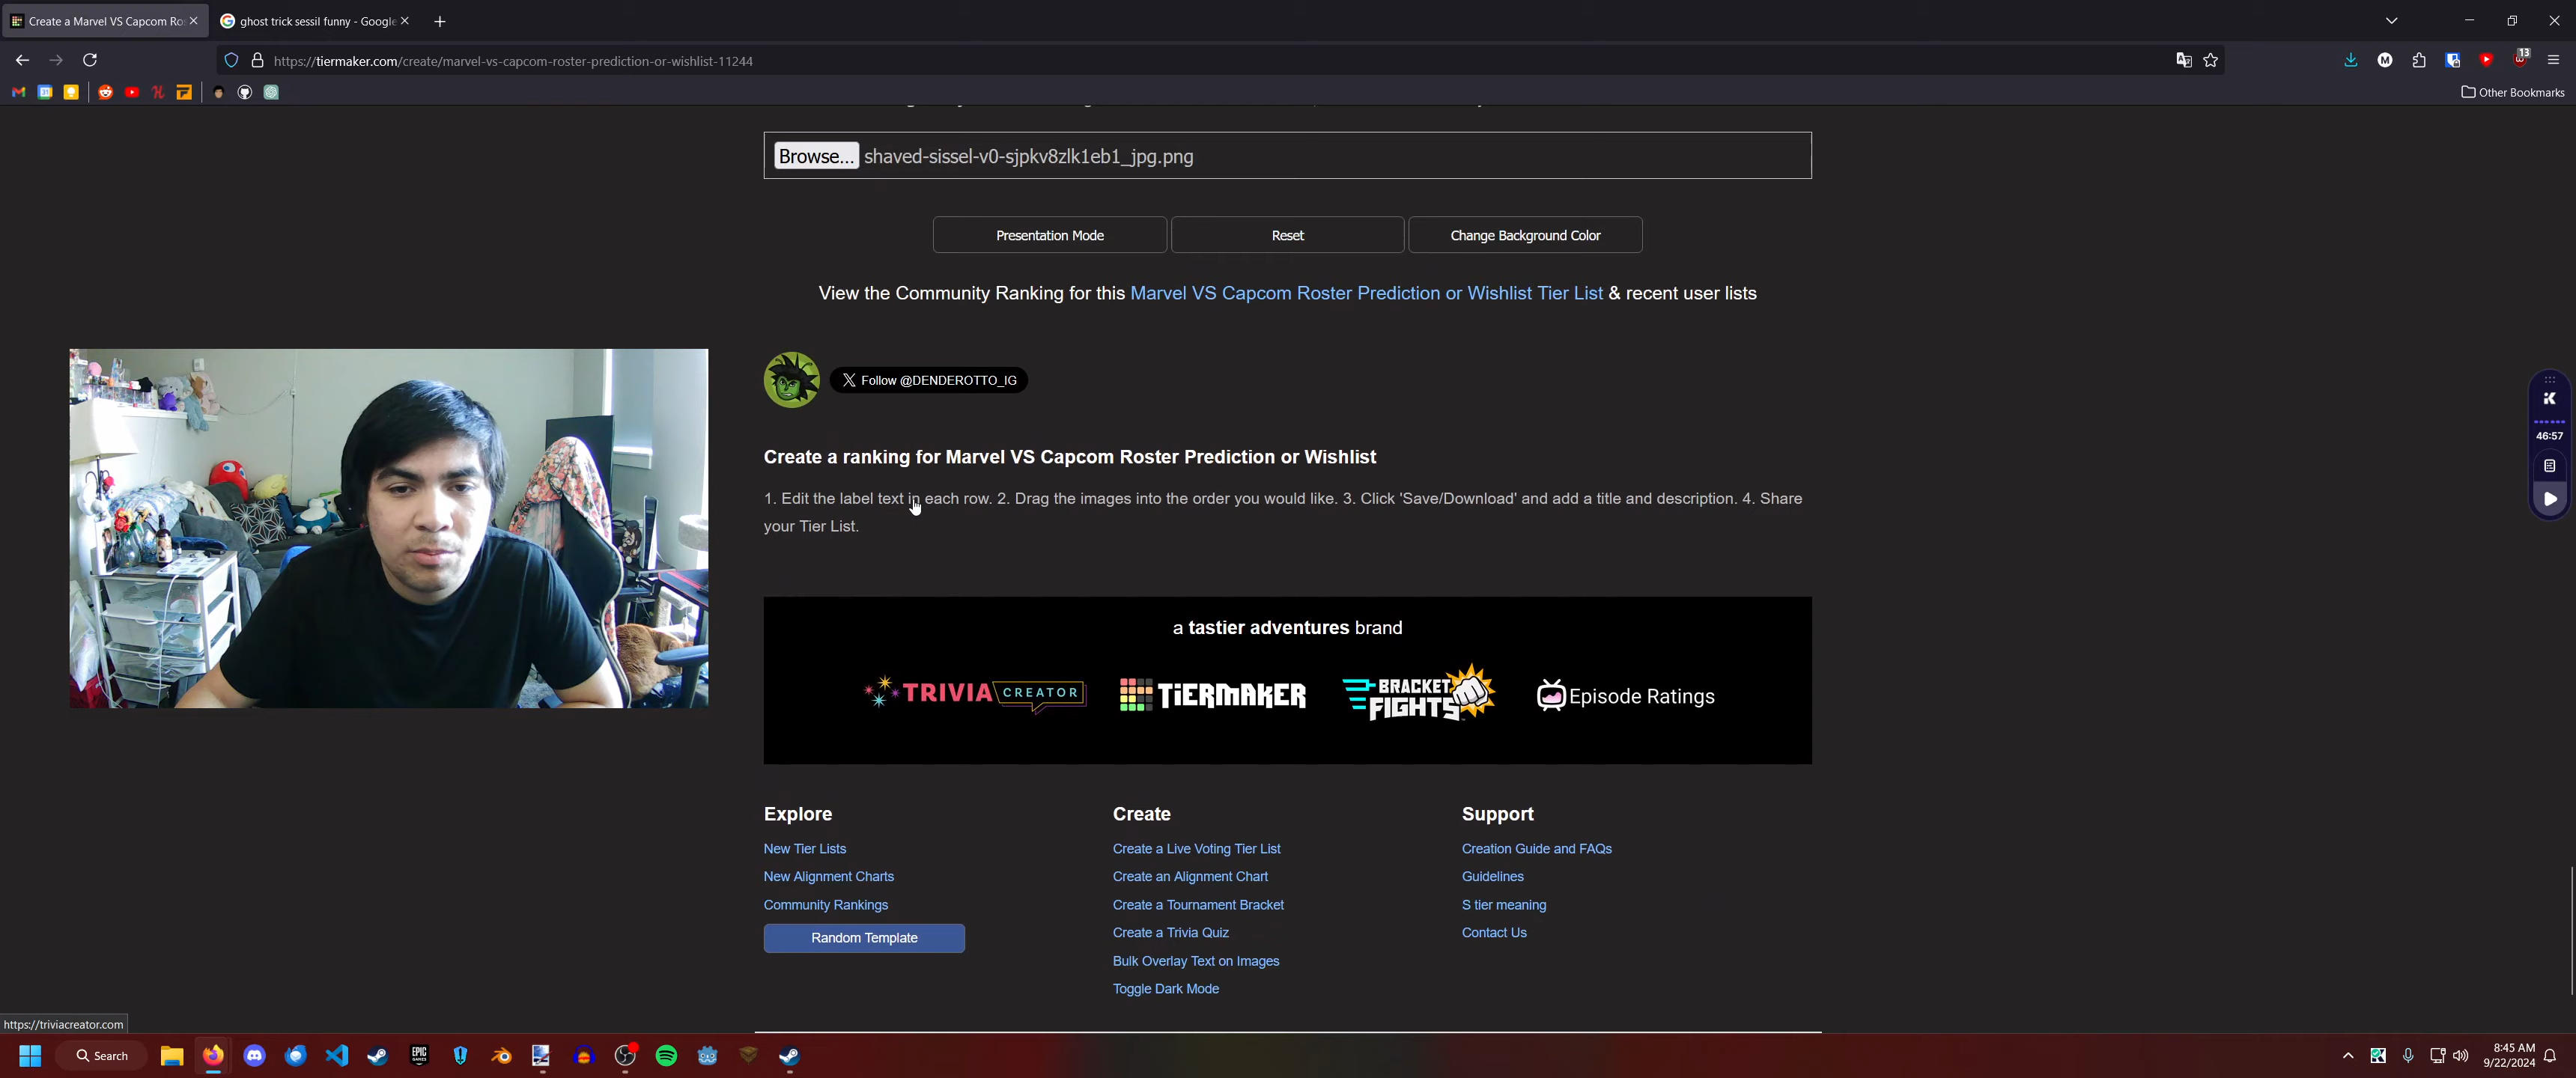 Create a Marvel VS Capcom Ros
ghost trick sessil funny - Google
https://tiermaker.com/create/marvel-vs-capcom-roster-prediction-or-wishlist-11244
13
Other Bookmarks
Browse... shaved-sissel-v0-sjpkv8zlk1eb1_jpg.png
Presentation Mode
Reset
Change Background Color
View the Community Ranking for this Marvel VS Capcom Roster Prediction or Wishlist Tier List & recent user lists
Follow @DENDEROTTO_IG
46:57
Create a ranking for Marvel VS Capcom Roster Prediction or Wishlist
1. Edit the label text in each row. 2. Drag the images into the order you would like. 3. Click 'Save/Download' and add a title and description. 4. Share
your Tier List.
a tastier adventures brand
TRIVIA CREATOR
TiERMAKER
BRACKET
FIGHTS
Episode Ratings
Explore
New Tier Lists
New Alignment Charts
Community Rankings
Random Template
Create
Create a Live Voting Tier List
Create an Alignment Chart
Create a Tournament Bracket
Create a Trivia Quiz
Bulk Overlay Text on Images
Toggle Dark Mode
Support
Creation Guide and FAQs
Guidelines
S tier meaning
Contact Us
https://triviacreator.com
Search
EPIC
GAMES
8:45 AM
9/22/2024